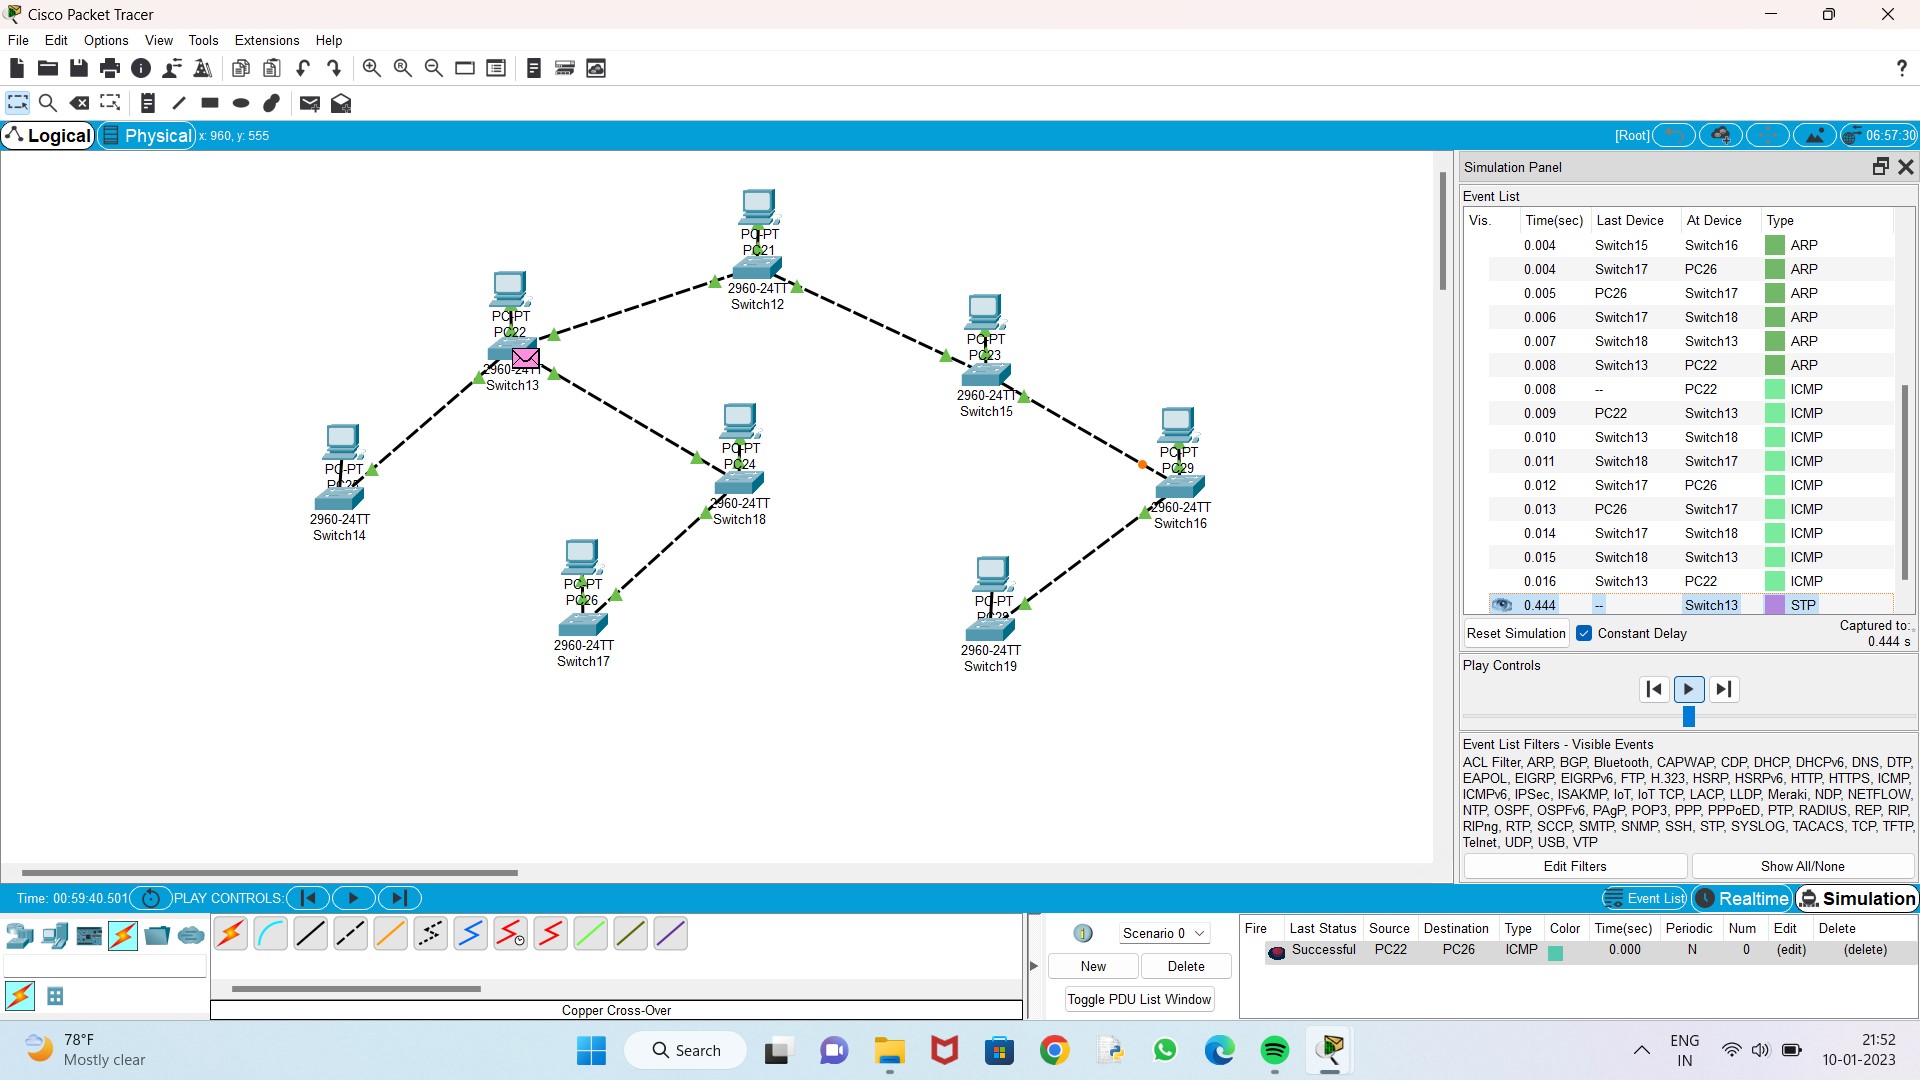 Cisco Packet Tracer
File Edit Options View Tools Extensions Help
?
Logical Physical x: 960, y: 555
[Root] 06:57:30
PC-PT
PC21
2960-24TT
Switch12
PC-PT
PC22
2960-24TT
Switch13
PC-PT
PC23
2960-24TT
Switch15
PC-PT
PC24
2960-24TT
Switch18
PC-PT
PC29
2960-24TT
Switch16
PC-PT
2960-24TT
Switch14
PC-PT
PC26
2960-24TT
Switch17
PC-PT
2960-24TT
Switch19
Simulation Panel
Event List
Vis. Time(sec) Last Device At Device Type
0.004 Switch15 Switch16 ARP
0.004 Switch17 PC26 ARP
0.005 PC26 Switch17 ARP
0.006 Switch17 Switch18 ARP
0.007 Switch18 Switch13 ARP
0.008 Switch13 PC22 ARP
0.008 -- PC22 ICMP
0.009 PC22 Switch13 ICMP
0.010 Switch13 Switch18 ICMP
0.011 Switch18 Switch17 ICMP
0.012 Switch17 PC26 ICMP
0.013 PC26 Switch17 ICMP
0.014 Switch17 Switch18 ICMP
0.015 Switch18 Switch13 ICMP
0.016 Switch13 PC22 ICMP
0.444 -- Switch13 STP
Reset Simulation Constant Delay Captured to:
0.444 s
Play Controls
Event List Filters - Visible Events
ACL Filter, ARP, BGP, Bluetooth, CAPWAP, CDP, DHCP, DHCPv6, DNS, DTP,
EAPOL, EIGRP, EIGRPv6, FTP, H.323, HSRP, HSRPv6, HTTP, HTTPS, ICMP,
ICMPv6, IPSec, ISAKMP, IoT, IoT TCP, LACP, LLDP, Meraki, NDP, NETFLOW,
NTP, OSPF, OSPFv6, PAgP, POP3, PPP, PPPoED, PTP, RADIUS, REP, RIP,
RIPng, RTP, SCCP, SMTP, SNMP, SSH, STP, SYSLOG, TACACS, TCP, TFTP,
Telnet, UDP, USB, VTP
Edit Filters Show All/None
Time: 00:59:40.501 PLAY CONTROLS:
Event List Realtime Simulation
Copper Cross-Over
Scenario 0
New Delete
Toggle PDU List Window
Fire Last Status Source Destination Type Color Time(sec) Periodic Num Edit Delete
Successful PC22 PC26 ICMP 0.000 N 0 (edit) (delete)
78°F
Mostly clear
Search
ENG
IN
21:52
10-01-2023